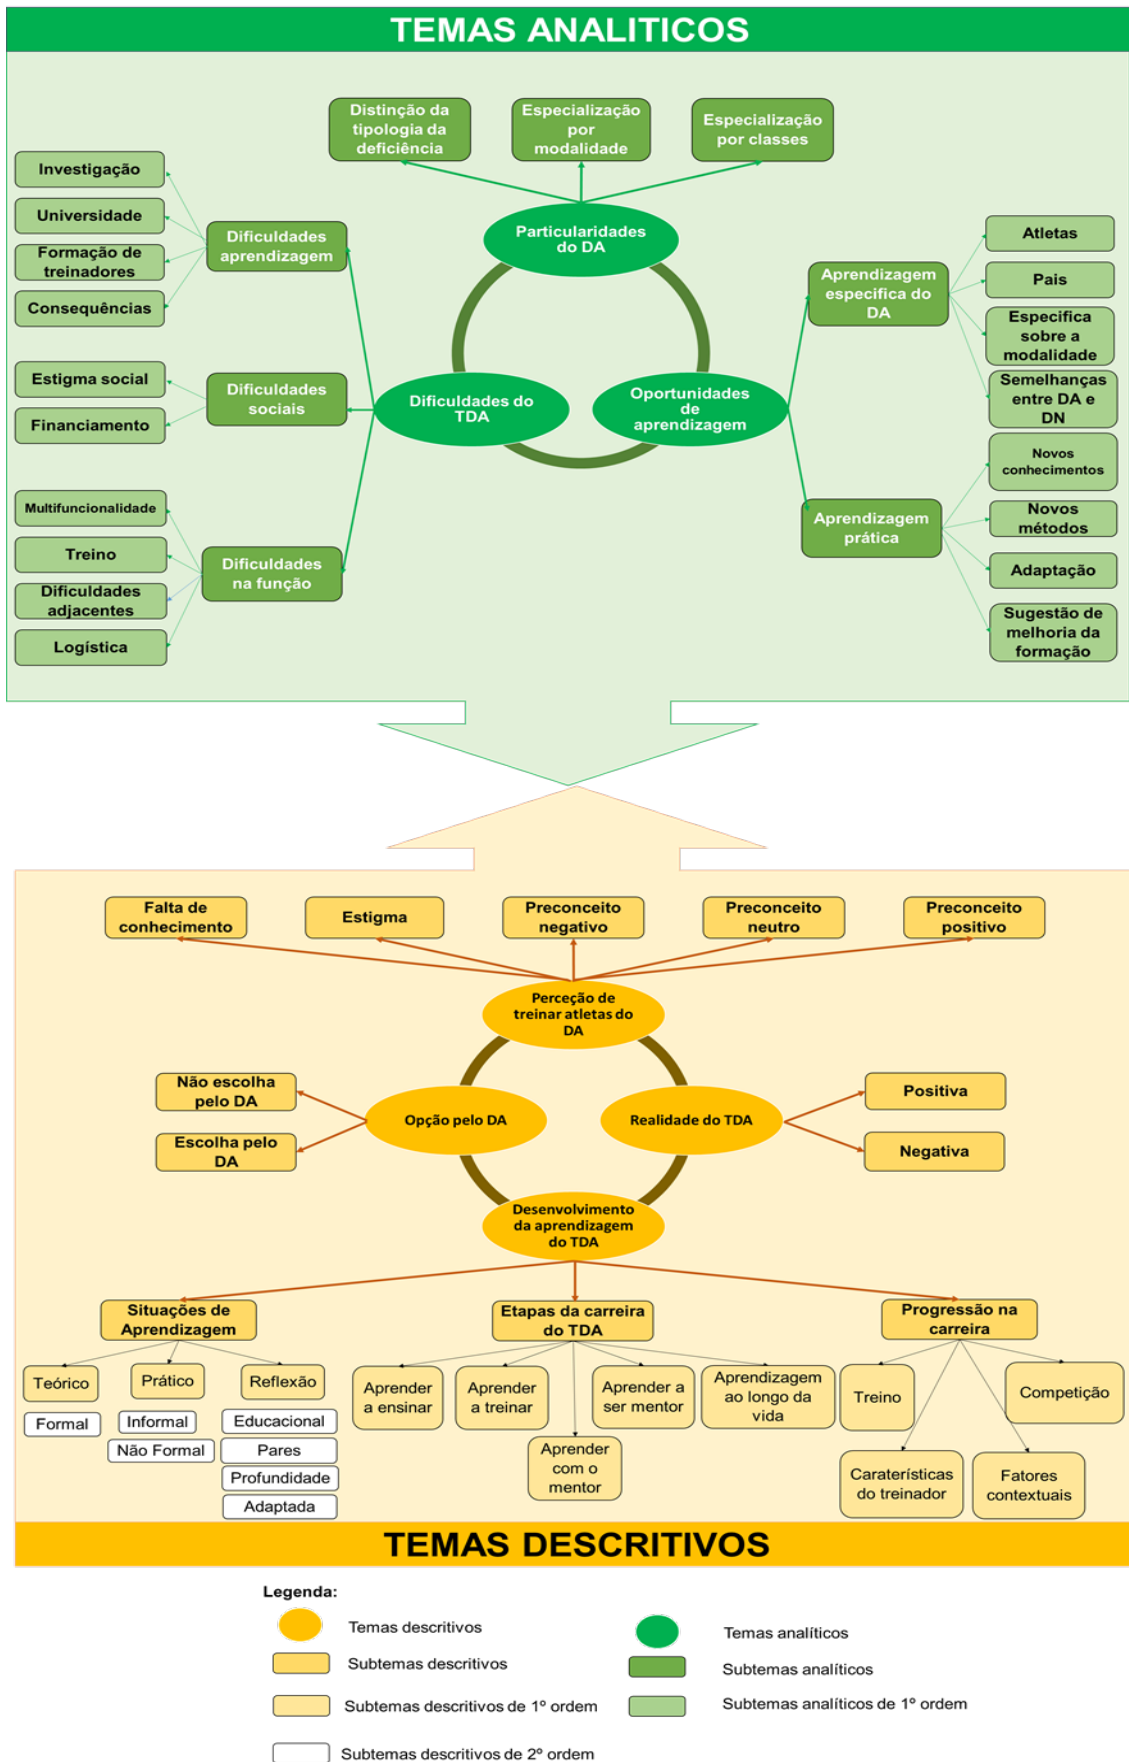 TEMAS ANALITICOS
Distinção da
tipologia da
deficiência
Especialização
por
modalidade
Especialização
por classes
Investigação
Universidade
Formação de
treinadores
Consequências
Dificuldades
aprendizagem
Particularidades
do DA
Aprendizagem
especifica do
DA
Atletas
Pais
Especifica
sobre a
modalidade
Semelhanças
entre DA e
DN
Estigma social
Financiamento
Dificuldades
sociais
Dificuldades do
TDA
Oportunidades
de
aprendizagem
Multifuncionalidade
Treino
Dificuldades
adjacentes
Logística
Dificuldades
na função
Aprendizagem
prática
Novos
conhecimentos
Novos
métodos
Adaptação
Sugestão de
melhoria da
formação
Falta de
conhecimento
Estigma
Preconceito
negativo
Preconceito
neutro
Preconceito
positivo
Perceção de
treinar atletas do
DA
Não escolha
pelo DA
Escolha pelo
DA
Opção pelo DA
Realidade do TDA
Positiva
Negativa
Desenvolvimento
da aprendizagem
do TDA
Situações de
Aprendizagem
Etapas da carreira
do TDA
Progressão na
carreira
Teórico
Prático
Reflexão
Formal
Informal
Não Formal
Educacional
Pares
Profundidade
Adaptada
Aprender
a ensinar
Aprender
a treinar
Aprender
com o
mentor
Aprender a
ser mentor
Aprendizagem
ao longo da
vida
Treino
Competição
Caraterísticas
do treinador
Fatores
contextuais
TEMAS DESCRITIVOS
Legenda:
Temas descritivos
Temas analíticos
Subtemas descritivos
Subtemas analíticos
Subtemas descritivos de 1º ordem
Subtemas analíticos de 1º ordem
Subtemas descritivos de 2º ordem